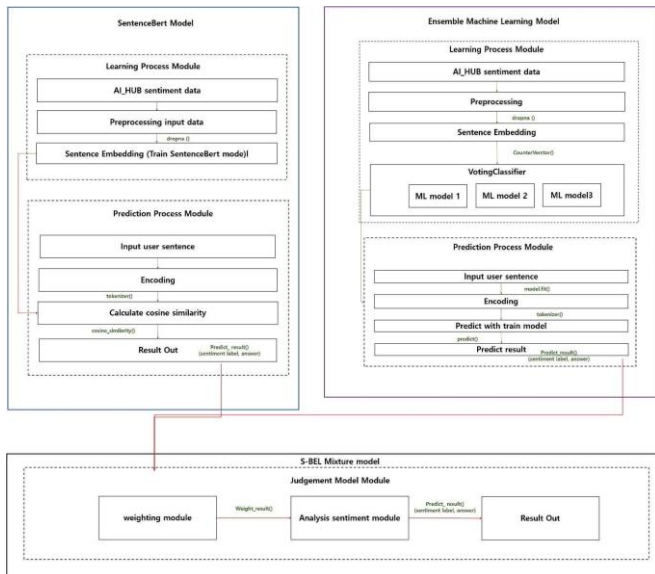 SentenceBert Model
Learning Process Module
AI_HUB sentiment data
Preprocessing input data
dropna ()
Sentence Embedding (Train SentenceBert mode)l
Prediction Process Module
Input user sentence
Encoding
tokenizer()
Calculate cosine similarity
cosine_similarity()
Result Out
Predict_ result()
(sentiment label, answer)
Ensemble Machine Learning Model
Learning Process Module
AI_HUB sentiment data
Preprocessing
dropna ()
Sentence Embedding
CounterVentior()
VotingClassifier
ML model 1
ML model 2
ML model3
Prediction Process Module
Input user sentence
model.fit()
Encoding
tokenizer()
Predict with train model
predict()
Predict result
Predict_result()
(sentiment label, answer)
S-BEL Mixture model
Judgement Model Module
weighting module
Weight_result()
Analysis sentiment module
Predict_ result()
(sentiment label, answer)
Result Out